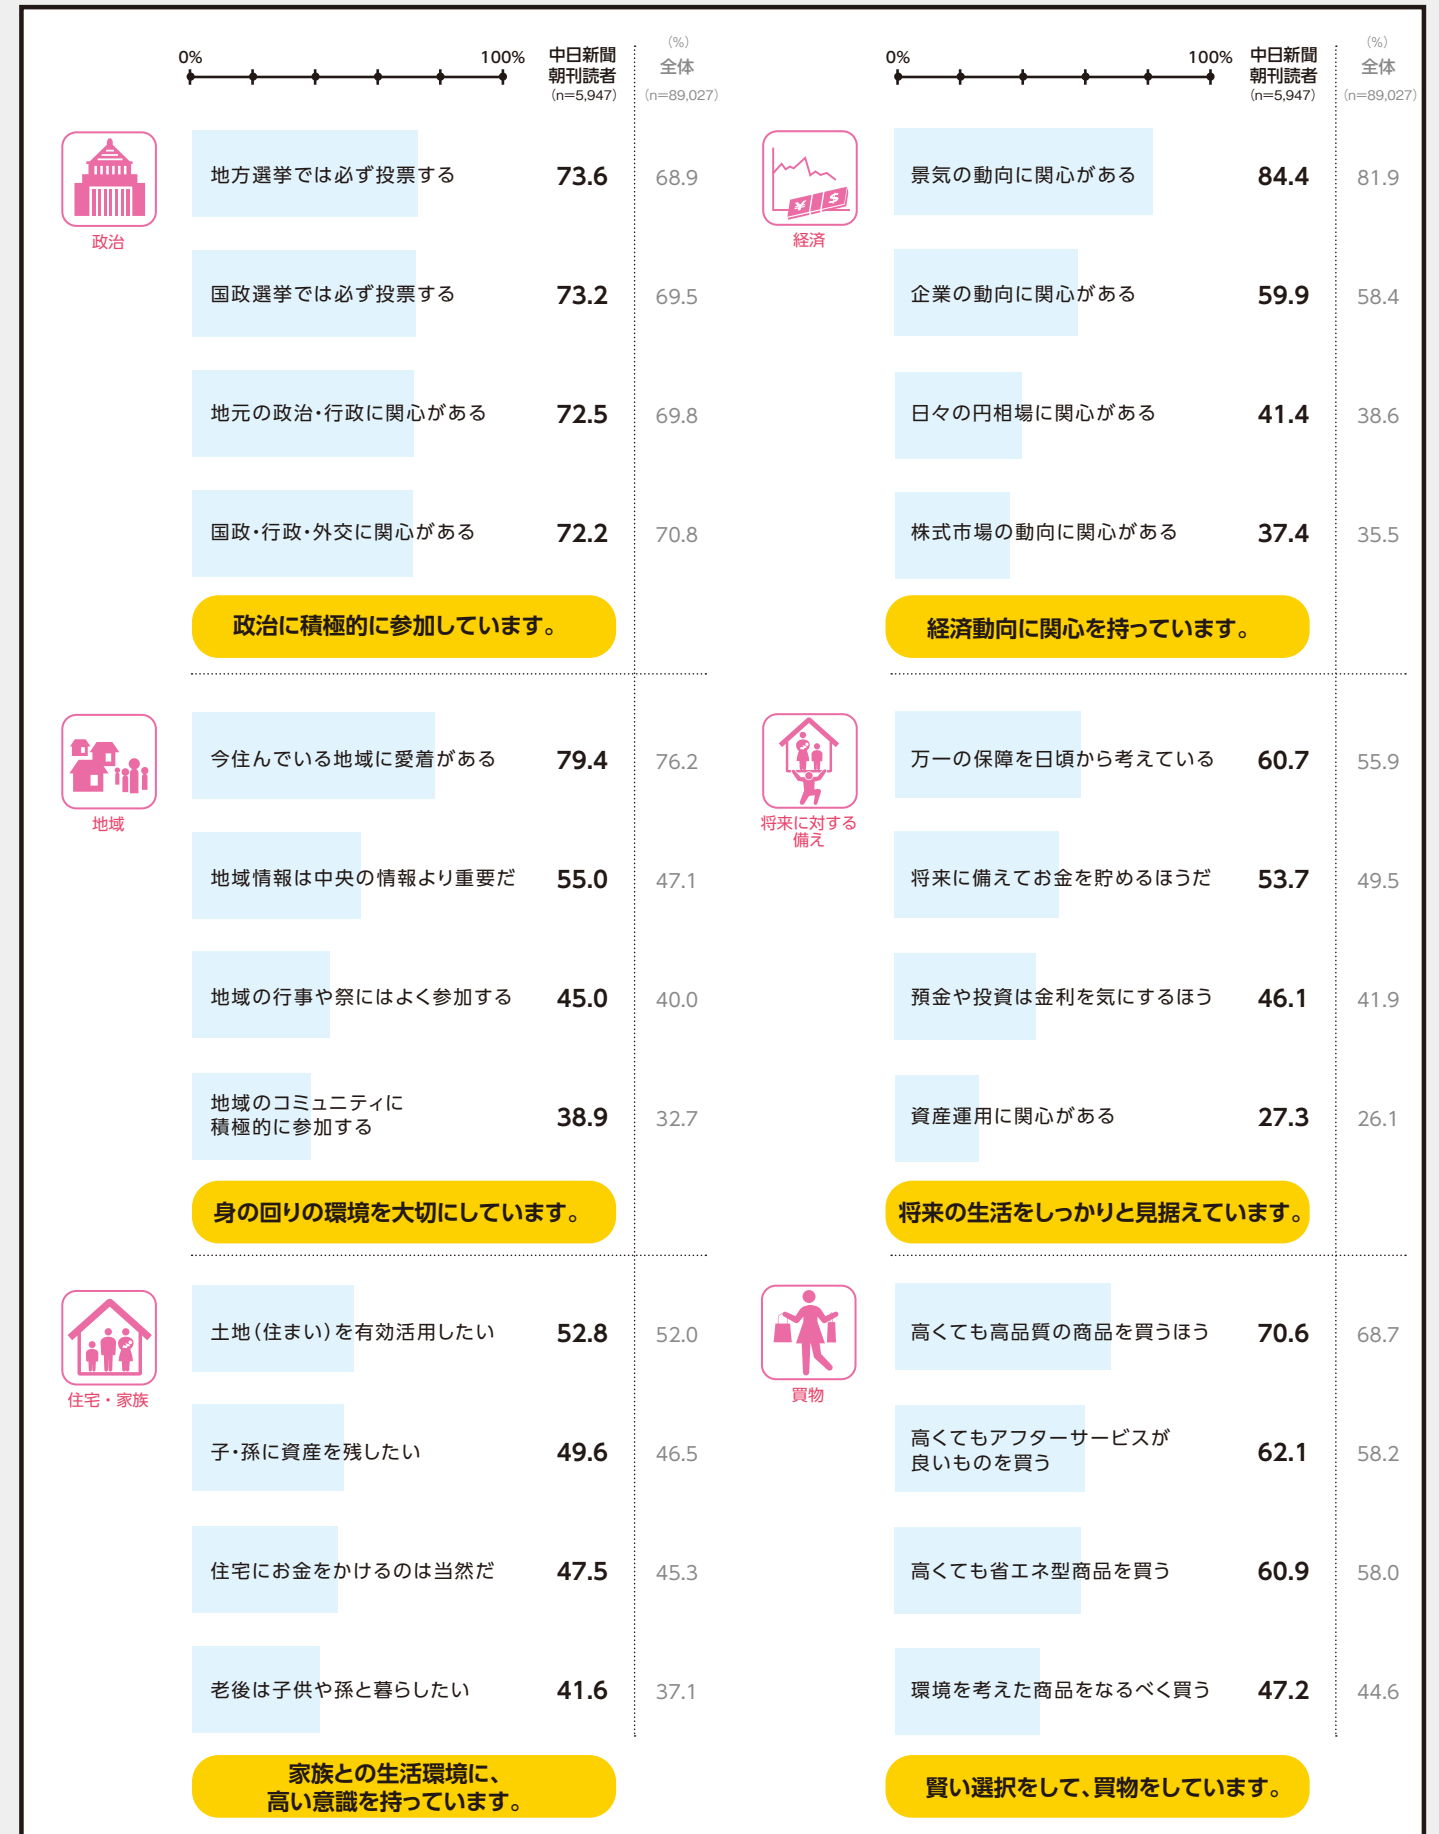 0% 100% 中日新聞 (%)
朝刊読者 全体
(n=5,947) (n=89,027)
政治
地方選挙では必ず投票する 73.6 68.9
国政選挙では必ず投票する 73.2 69.5
地元の政治・行政に関心がある 72.5 69.8
国政・行政・外交に関心がある 72.2 70.8
政治に積極的に参加しています。
地域
今住んでいる地域に愛着がある 79.4 76.2
地域情報は中央の情報より重要だ 55.0 47.1
地域の行事や祭にはよく参加する 45.0 40.0
地域のコミュニティに
積極的に参加する 38.9 32.7
身の回りの環境を大切にしています。
住宅・家族
土地(住まい)を有効活用したい 52.8 52.0
子・孫に資産を残したい 49.6 46.5
住宅にお金をかけるのは当然だ 47.5 45.3
老後は子供や孫と暮らしたい 41.6 37.1
家族との生活環境に、
高い意識を持っています。
0% 100% 中日新聞 (%)
朝刊読者 全体
(n=5,947) (n=89,027)
¥ $
経済
景気の動向に関心がある 84.4 81.9
企業の動向に関心がある 59.9 58.4
日々の円相場に関心がある 41.4 38.6
株式市場の動向に関心がある 37.4 35.5
経済動向に関心を持っています。
将来に対する
備え
万一の保障を日頃から考えている 60.7 55.9
将来に備えてお金を貯めるほうだ 53.7 49.5
預金や投資は金利を気にするほう 46.1 41.9
資産運用に関心がある 27.3 26.1
将来の生活をしっかりと見据えています。
買物
高くても高品質の商品を買うほう 70.6 68.7
高くてもアフターサービスが
良いものを買う 62.1 58.2
高くても省エネ型商品を買う 60.9 58.0
環境を考えた商品をなるべく買う 47.2 44.6
賢い選択をして、買物をしています。